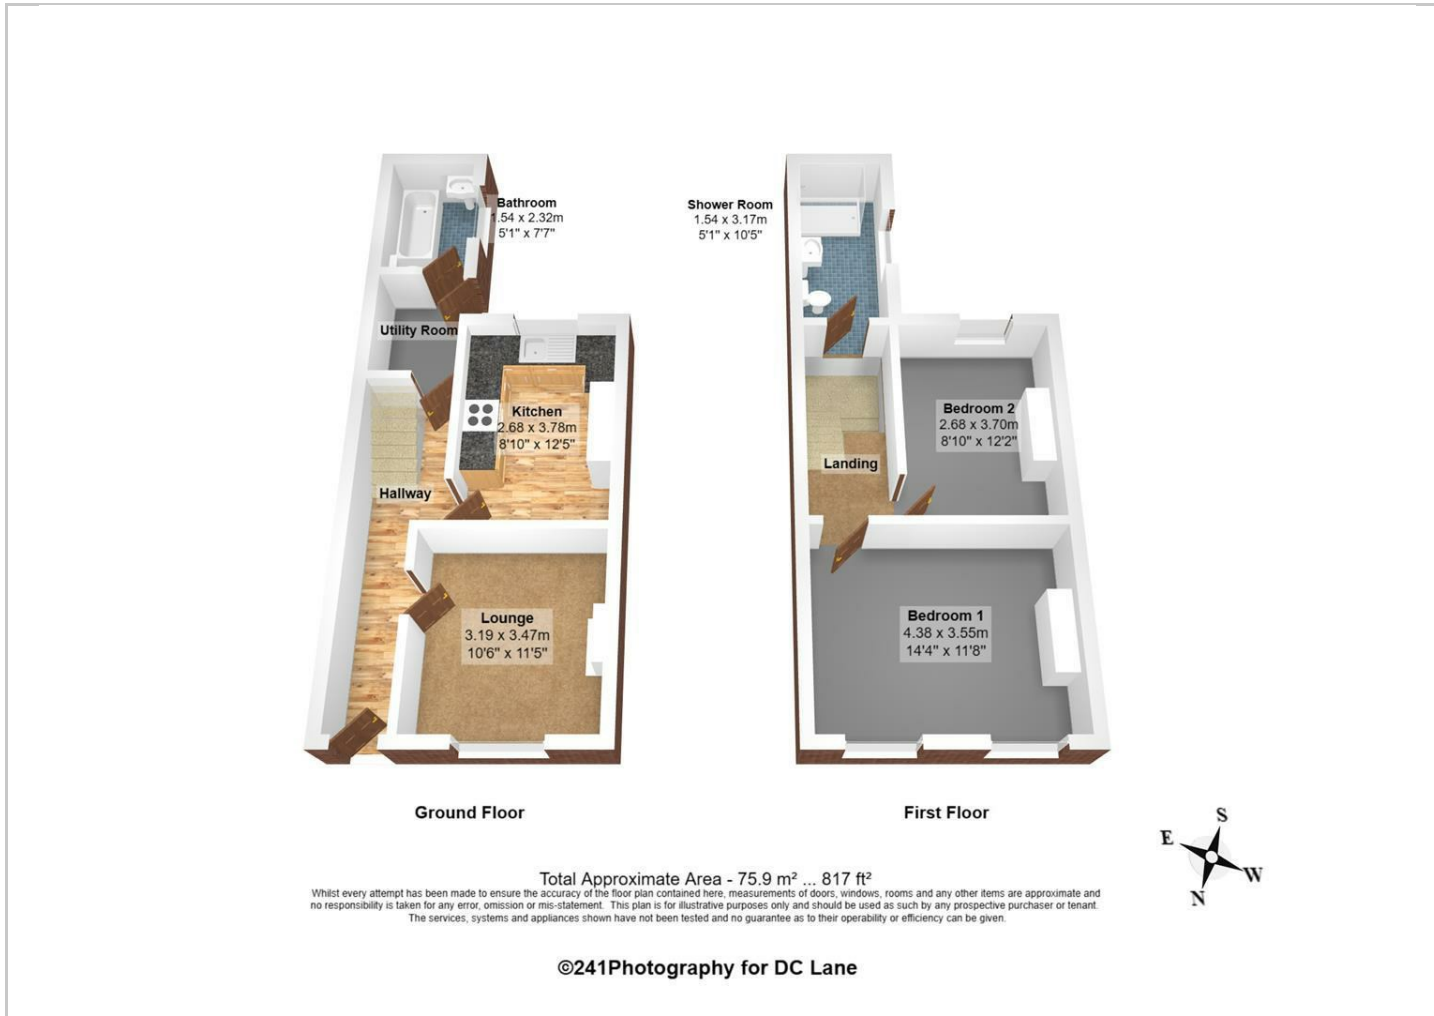 Bathroom
1.54 x 2.32m
5'1" x 7'7"
Utility Room
Kitchen
2.68 x 3.78m
8'10" x 12'5"
Hallway
Lounge
3.19 x 3.47m
10'6" x 11'5"
Ground Floor
Shower Room
1.54 x 3.17m
5'1" x 10'5"
Bedroom 2
2.68 x 3.70m
8'10" x 12'2"
Landing
Bedroom 1
4.38 x 3.55m
14'4" x 11'8"
First Floor
S
E
W
N
Total Approximate Area - 75.9 m² ... 817 ft²
Whilst every attempt has been made to ensure the accuracy of the floor plan contained here, measurements of doors, windows, rooms and any other items are approximate and
no responsibility is taken for any error, omission or mis-statement. This plan is for illustrative purposes only and should be used as such by any prospective purchaser or tenant.
The services, systems and appliances shown have not been tested and no guarantee as to their operability or efficiency can be given.
©241Photography for DC Lane